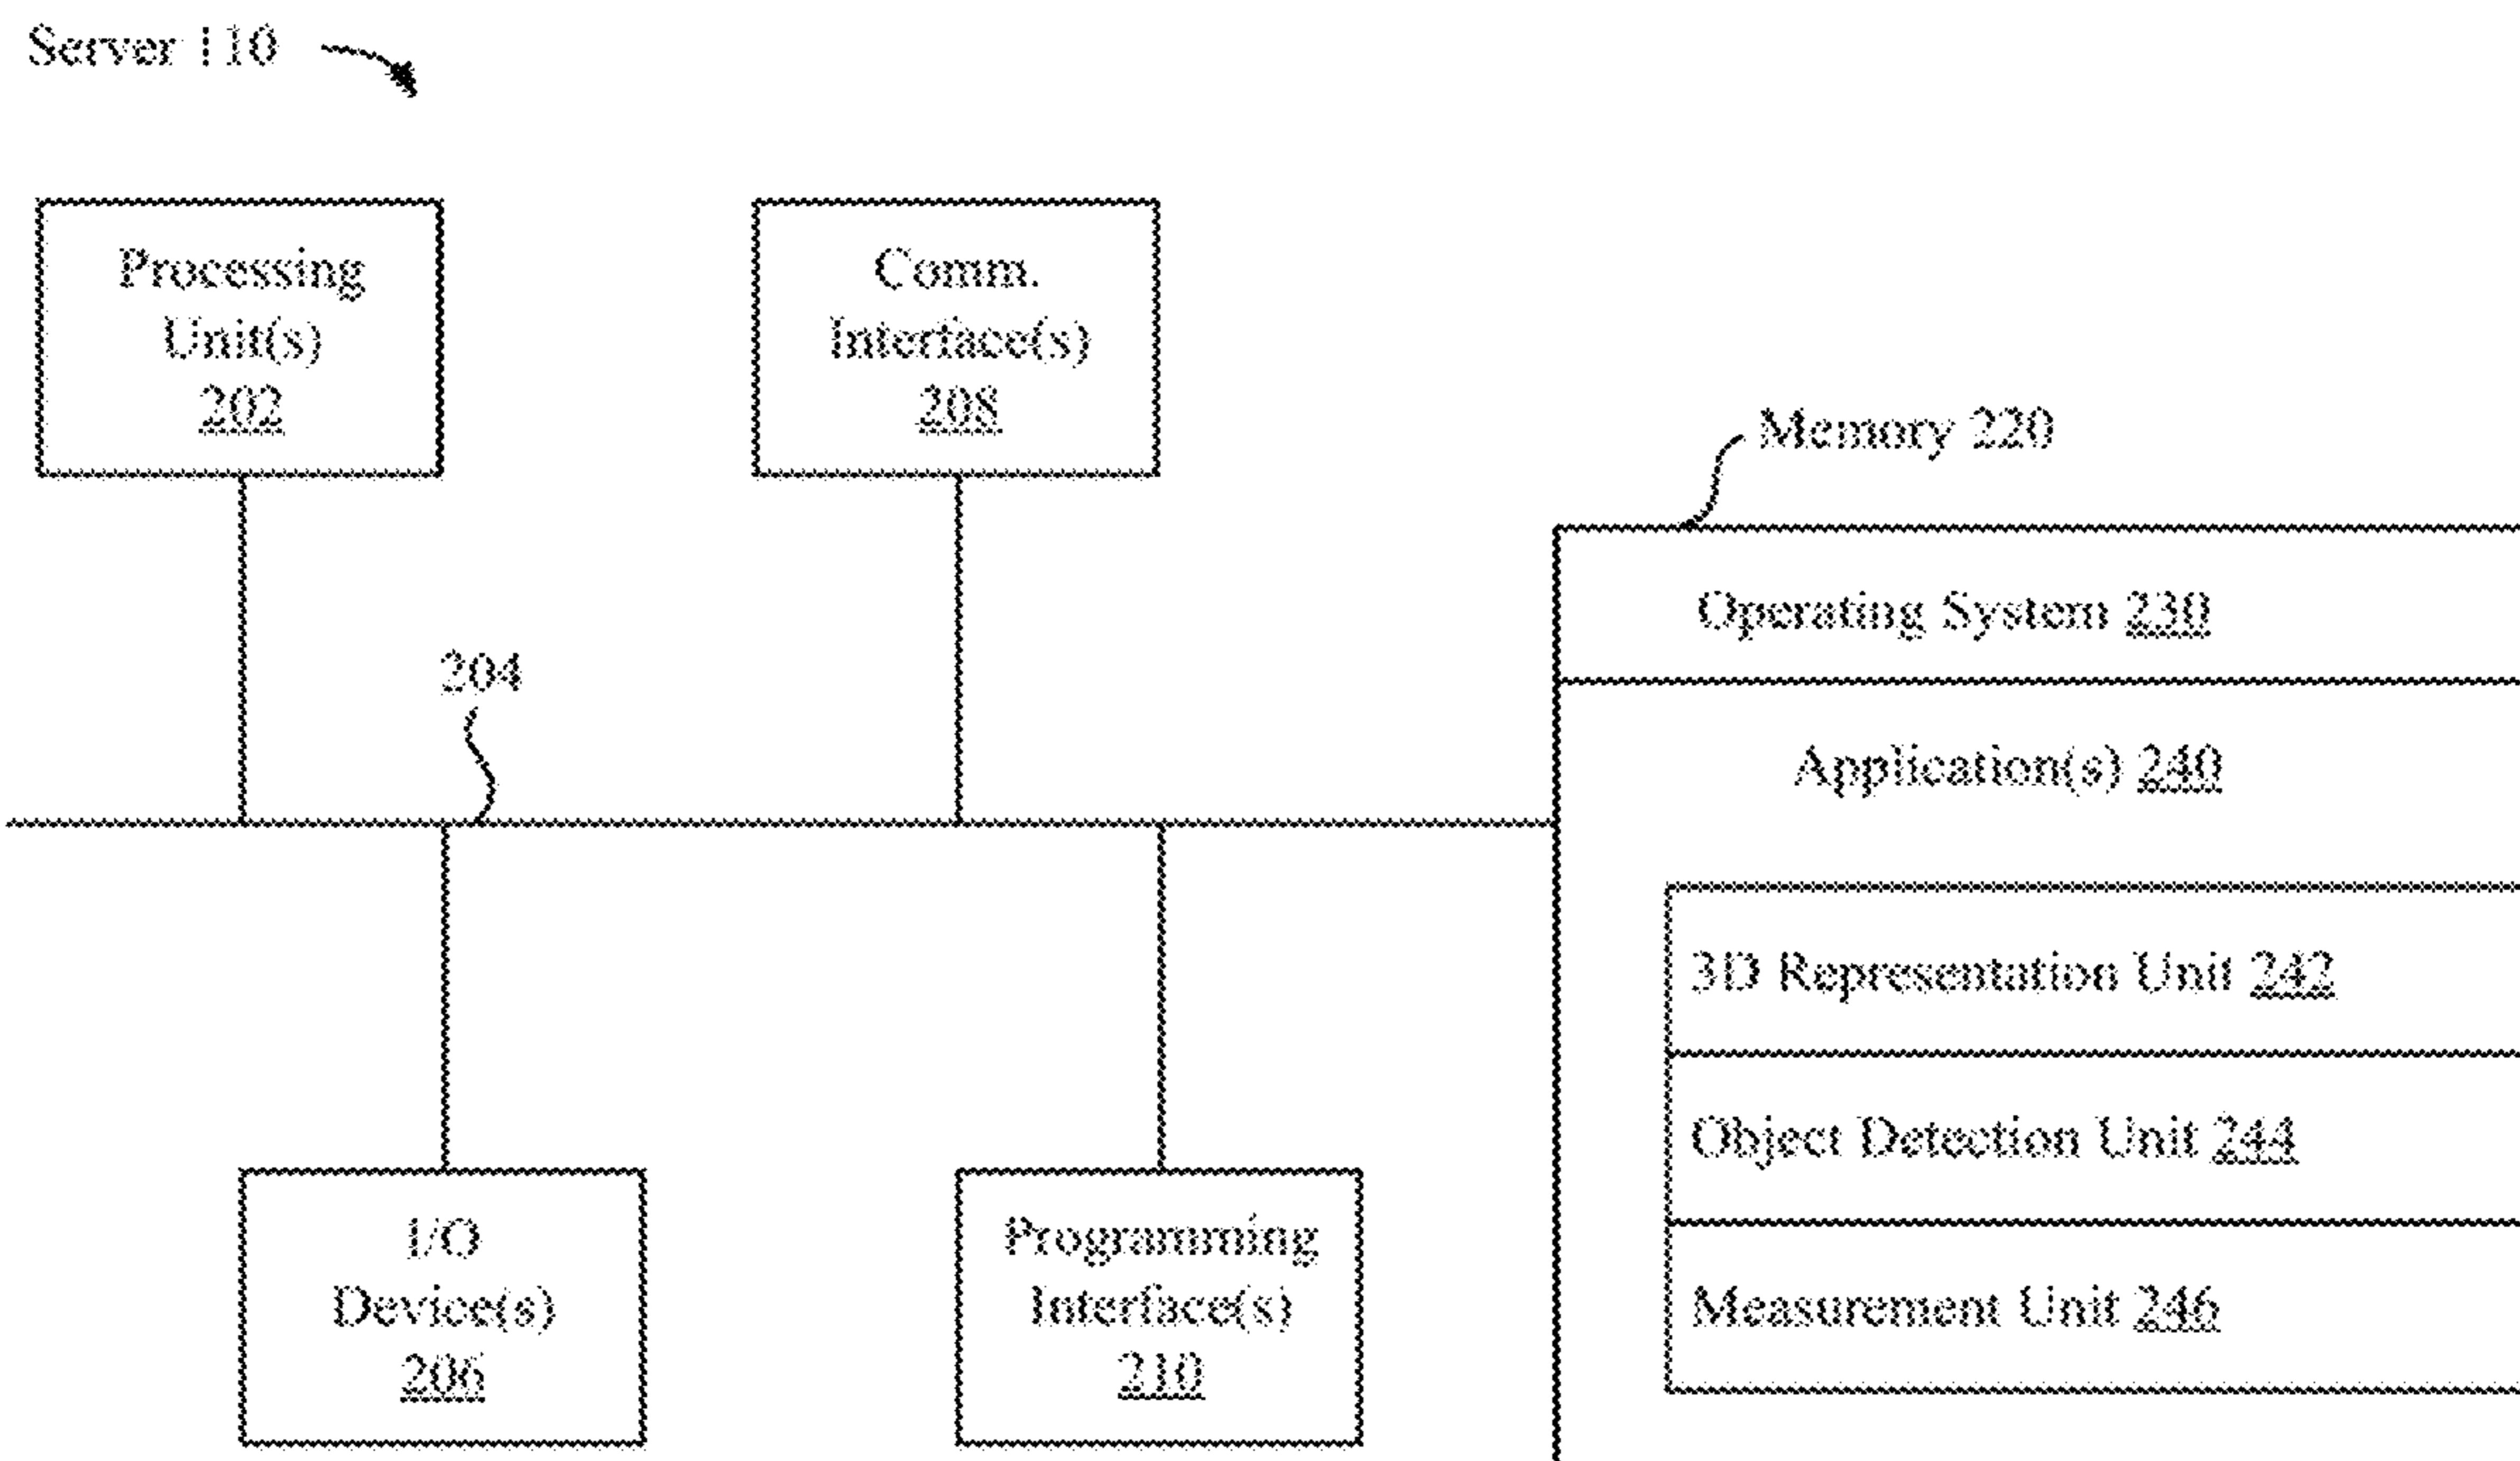 Server 110
Processing
Unit(s)
202
Comm.
Interface(s)
208
Memory 220
Operating System 230
204
Application(s) 240
3D Representation Unit 242
Object Detection Unit 244
Measurement Unit 246
I/O
Device(s)
206
Programming
Interface(s)
210